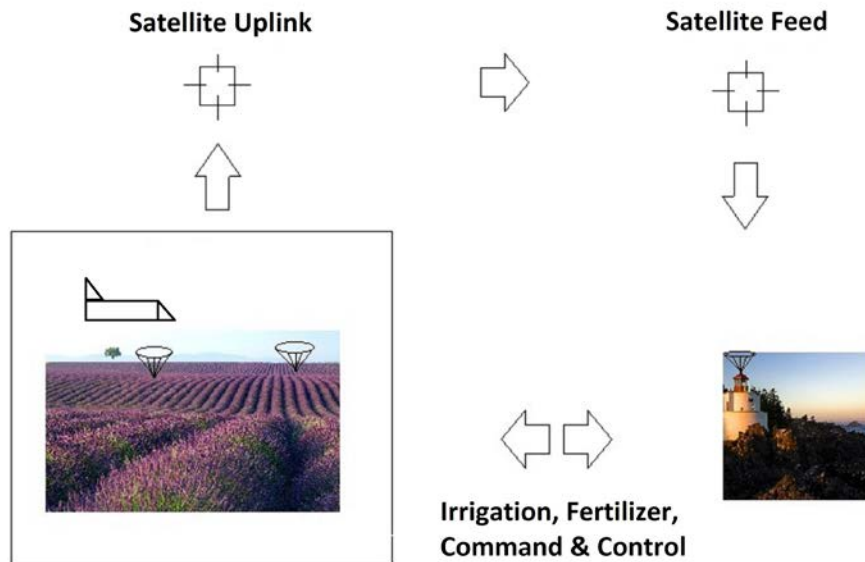 Satellite Uplink
Satellite Feed
Irrigation, Fertilizer,
Command & Control